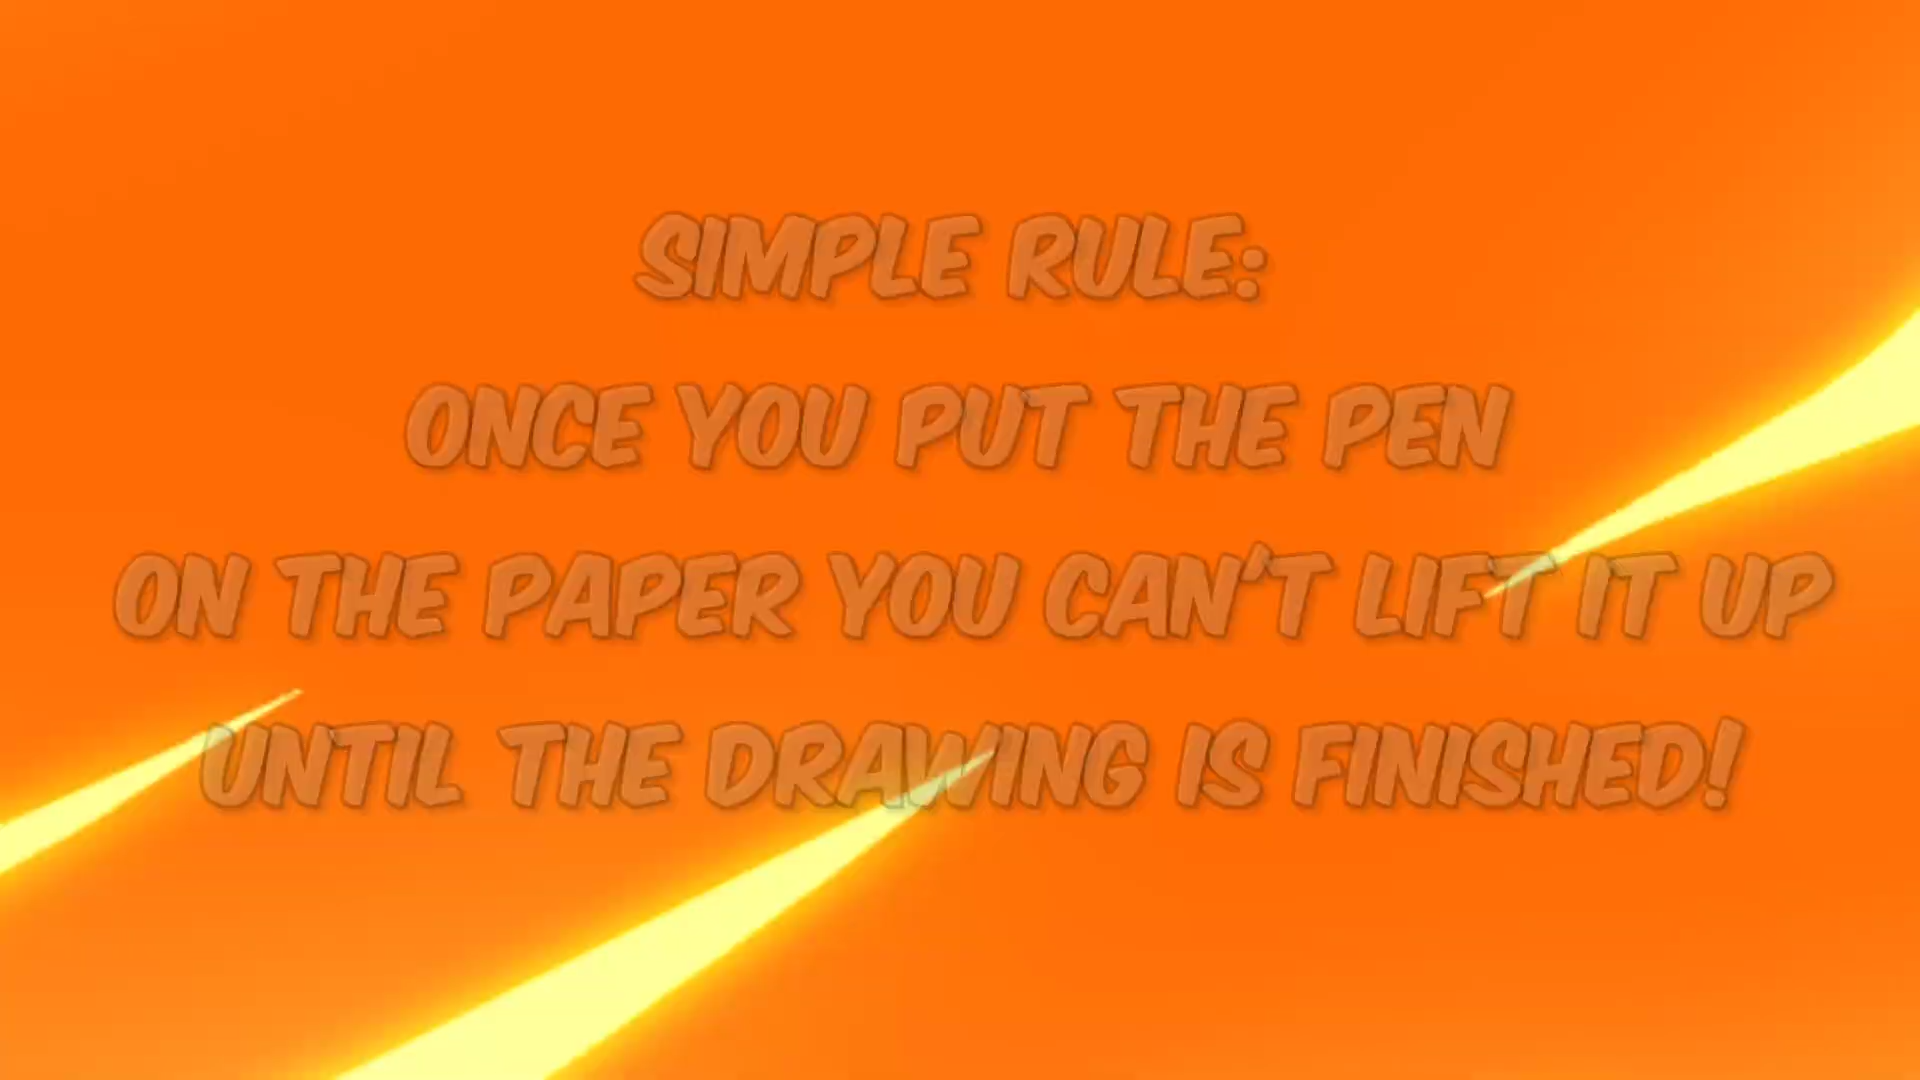 SIMPLE RULE:
ONCE YOU PUT THE PEN
ON THE PAPER YOU CAN'T LIFT IT UP
UNTIL THE DRAWING IS FINISHED!